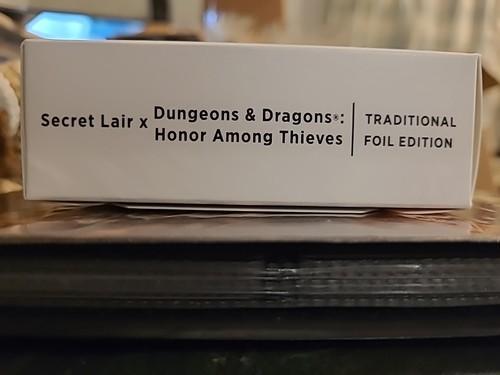 Secret Lair x Dungeons & Dragons®:
Honor Among Thieves
TRADITIONAL
FOIL EDITION